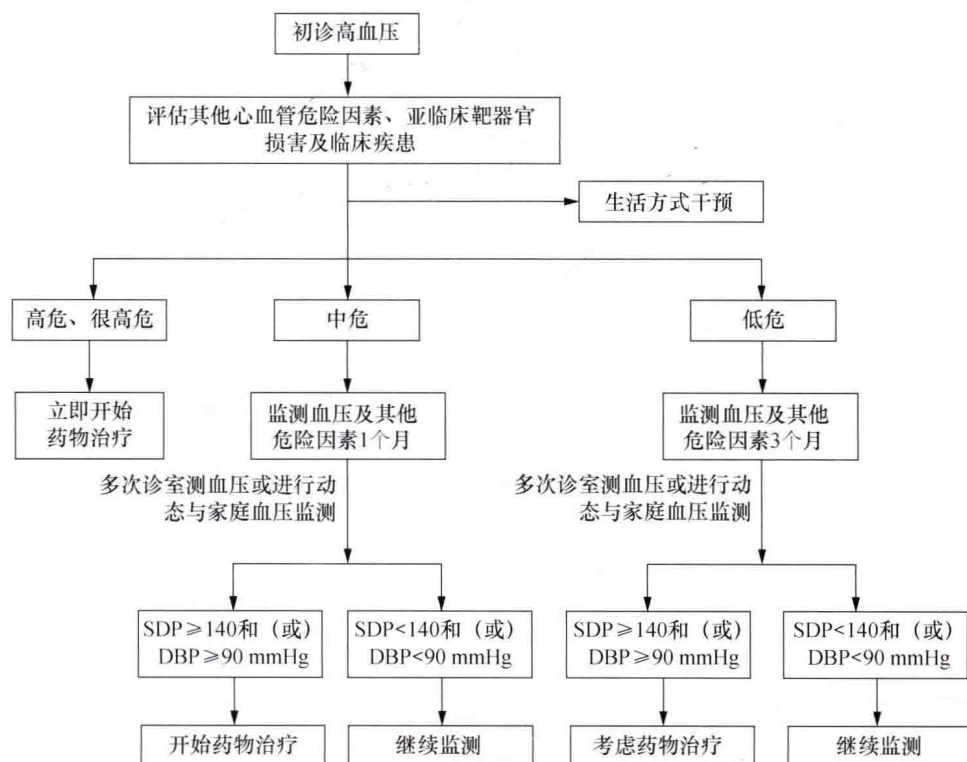 初诊高血压
评估其他心血管危险因素、亚临床靶器官
损害及临床疾患
生活方式干预
高危、很高危
中危
低危
立即开始
药物治疗
监测血压及其他
危险因素1个月
监测血压及其他
危险因素3个月
多次诊室测血压或进行动
态与家庭血压监测
多次诊室测血压或进行动
态与家庭血压监测
SDP≥140和（或）
DBP≥90 mmHg
SDP<140和（或）
DBP<90 mmHg
SDP≥140和（或）
DBP≥90 mmHg
SDP<140和（或）
DBP<90 mmHg
开始药物治疗
继续监测
考虑药物治疗
继续监测